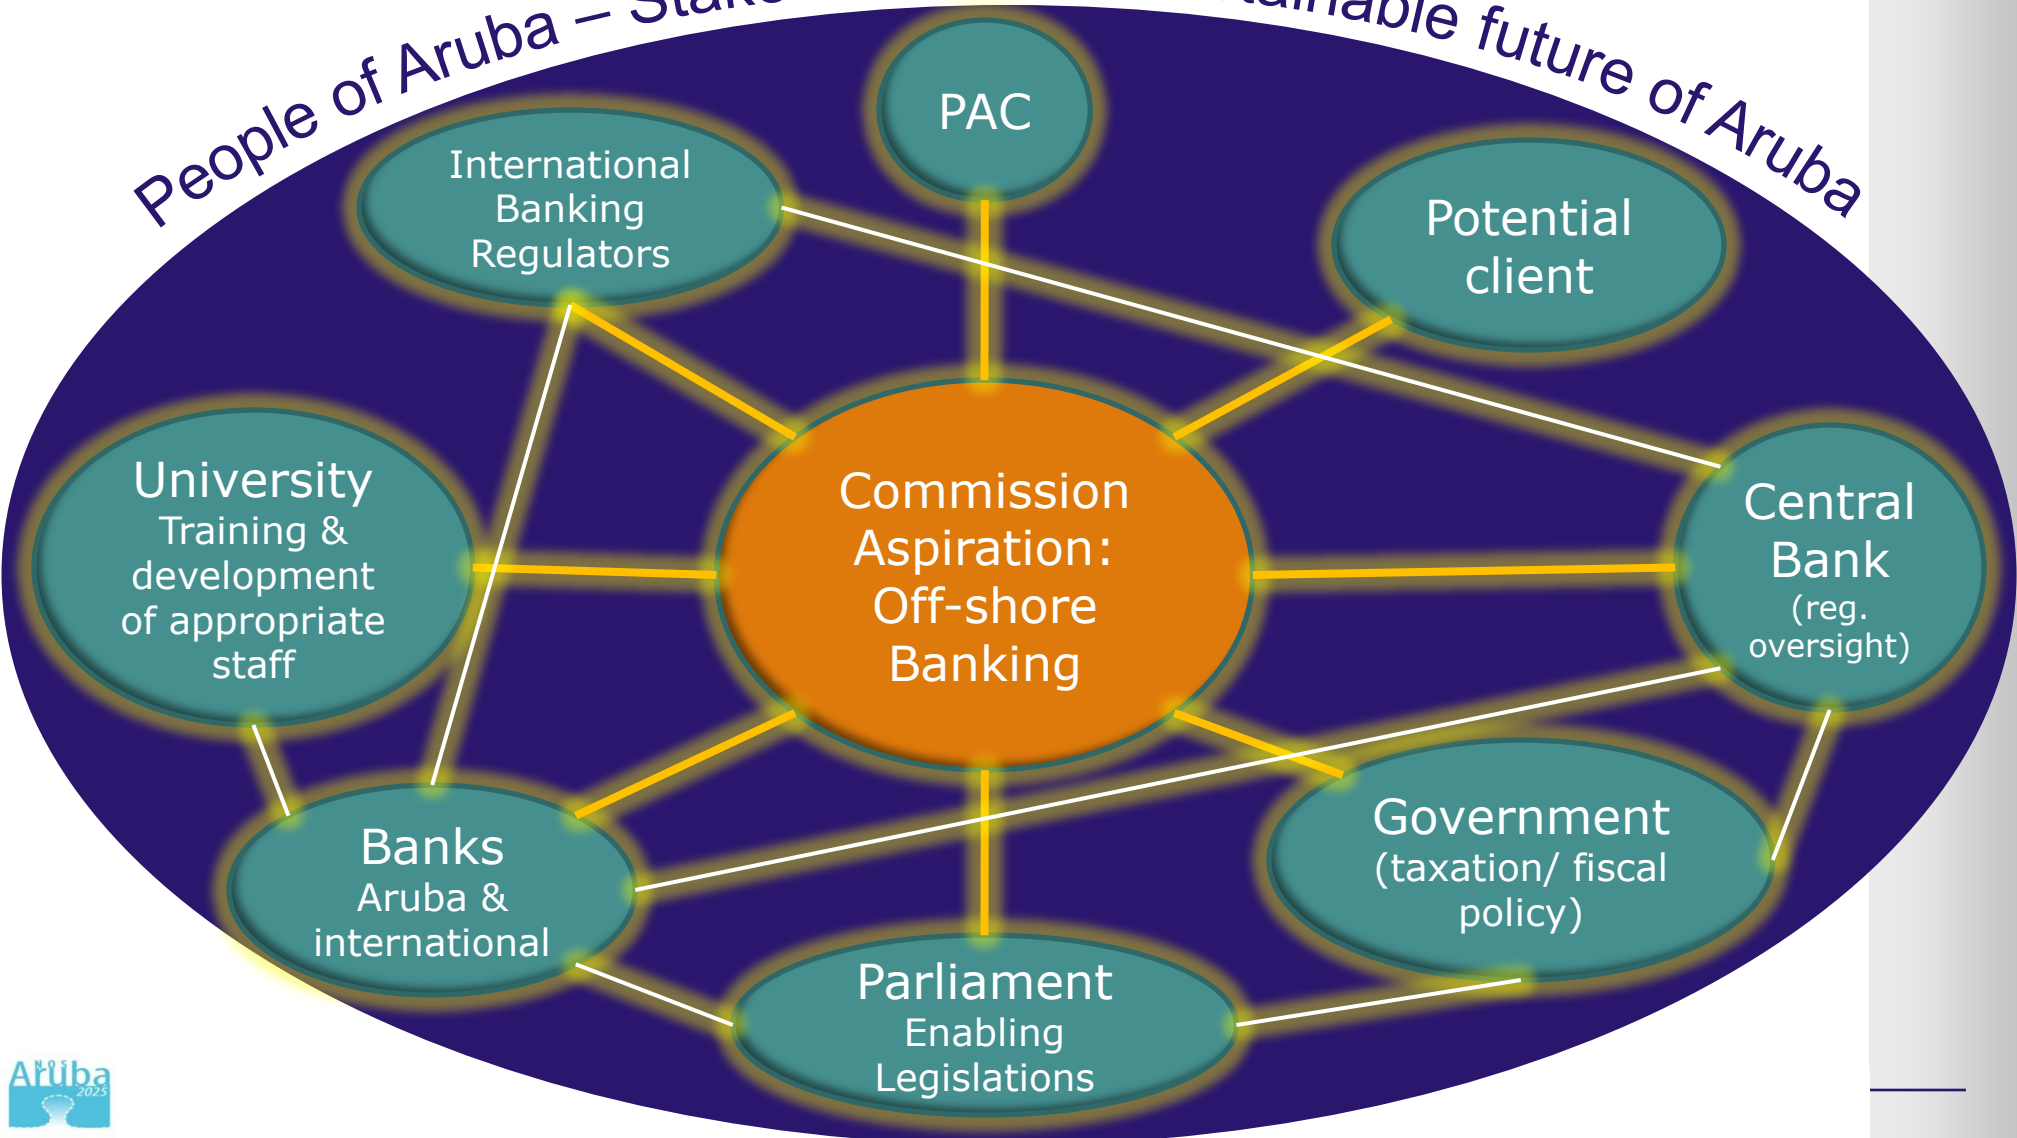 People of Aruba – future of Aruba
PAC
International
Banking
Regulators
Potential
client
University
Training &
development
of appropriate
staff
Commission
Aspiration:
Off-shore
Banking
Central
Bank
(reg.
oversight)
Banks
Aruba &
international
Government
(taxation/ fiscal
policy)
Parliament
Enabling
Legislations
NOS
Aruba
2025